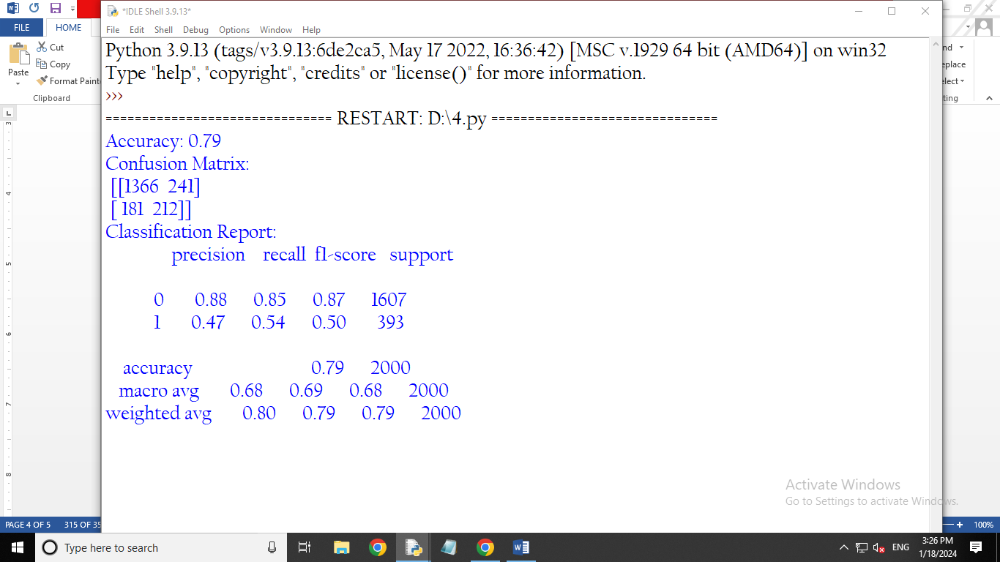 *IDLE Shell 3.9.13*
FILE HOME
File Edit Shell Debug Options Window Help
Cut
Copy
Paste
Clipboard
Python 3.9.13 (tags/v3.9.13:6de2ca5, May 17 2022, 16:36:42) [MSC v.1929 64 bit (AMD64)] on win32
Type "help", "copyright", "credits" or "license()" for more information.
>>>
=============================== RESTART: D:\4.py ===============================
Accuracy: 0.79
Confusion Matrix:
[[1366 241]
[ 181 212]]
Classification Report:
precision recall f1-score support
0 0.88 0.85 0.87 1607
1 0.47 0.54 0.50 393
accuracy 0.79 2000
macro avg 0.68 0.69 0.68 2000
weighted avg 0.80 0.79 0.79 2000
3
4
5
6
7
8
Activate Windows
Go to Settings to activate Windows.
PAGE 4 OF 5 315 OF 35
100%
Type here to search
ENG
3:26 PM
1/18/2024